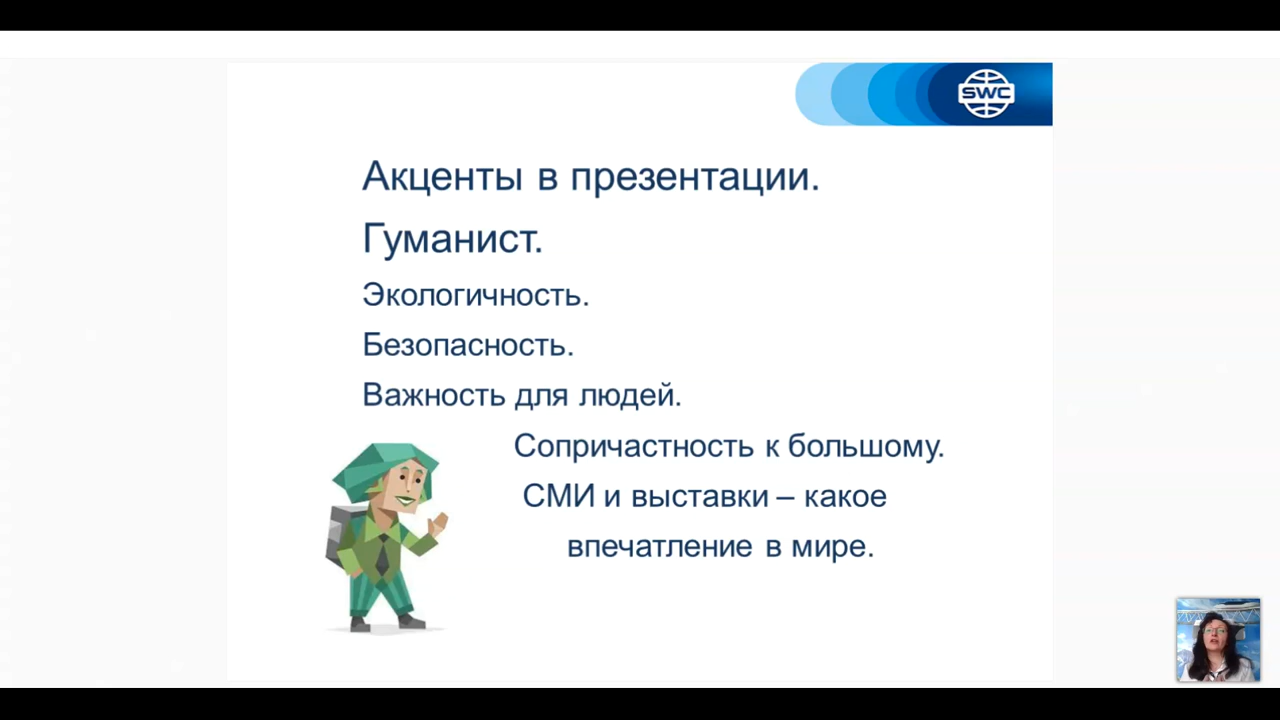 SWC
Акценты в презентации.
Гуманист.
Экологичность.
Безопасность.
Важность для людей.
Сопричастность к большому.
СМИ и выставки – какое
впечатление в мире.